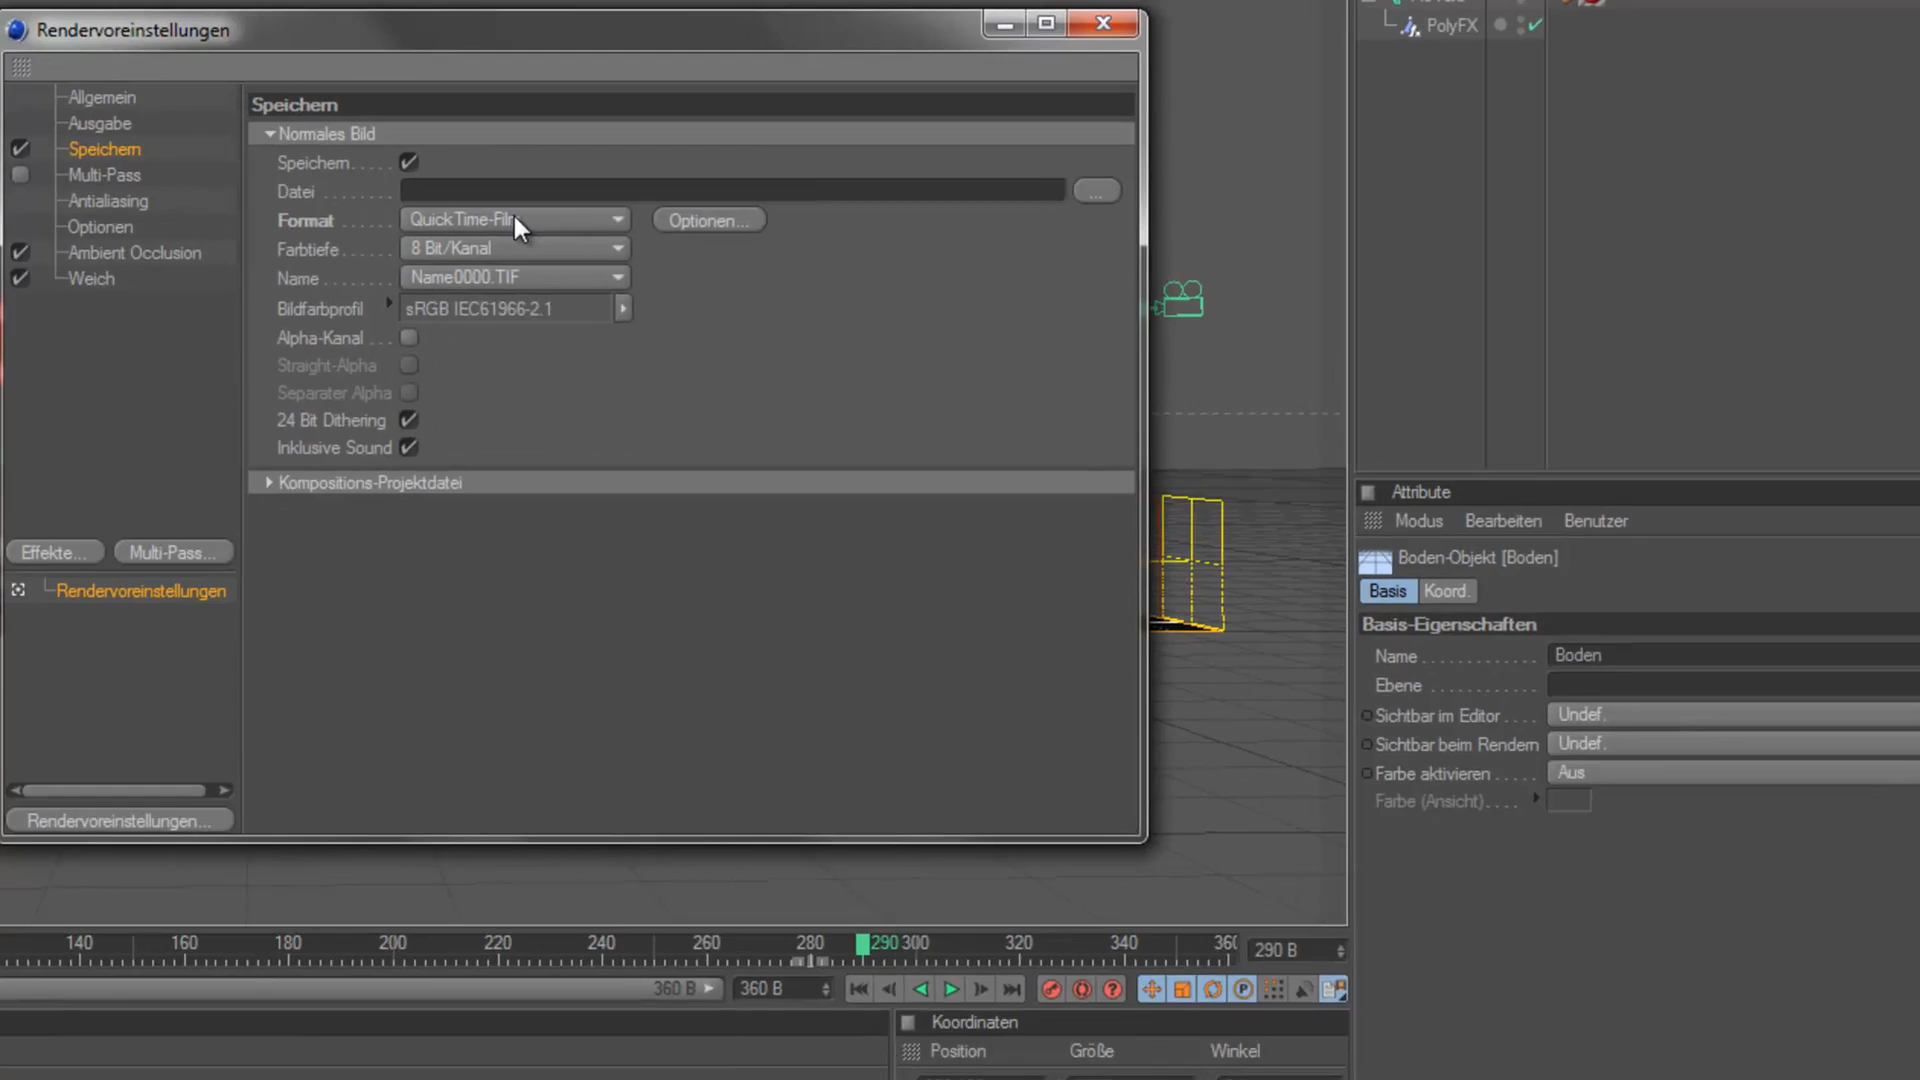 Rendervoreinstellungen
Allgemein
Ausgabe
Speichern
Multi-Pass
Antialiasing
Optionen
Ambient Occlusion
Weich
Effekte...
Multi-Pass...
Rendervoreinstellungen
Rendervoreinstellungen...
Speichern
Normales Bild
Speichern. . . . .
Datei . . . . . . .
...
Format . . . . . .
Optionen...
Farbtiefe. . . . . .
8 Bit/Kanal
Name. . . . . . . .
Name0000.TIF
Bildfarbprofil
sRGB IEC61966-2.1
Alpha-Kanal . . .
Straight-Alpha
Separater Alpha
24 Bit Dithering
Inklusive Sound
Kompositions-Projektdatei
PolyFX
Attribute
Modus Bearbeiten Benutzer
Boden-Objekt [Boden]
Basis Koord.
Basis-Eigenschaften
Name . . . . . . . . . . . .
Boden
Ebene . . . . . . . . . . .
Sichtbar im Editor . . . .
Undef.
Sichtbar beim Rendern
Undef.
Farbe aktivieren . . . . .
Aus
Farbe (Ansicht). . . .
140 160 180 200 220 240 260 280 290 300 320 340
290 B
360 B
360 B
Koordinaten
Position Größe Winkel